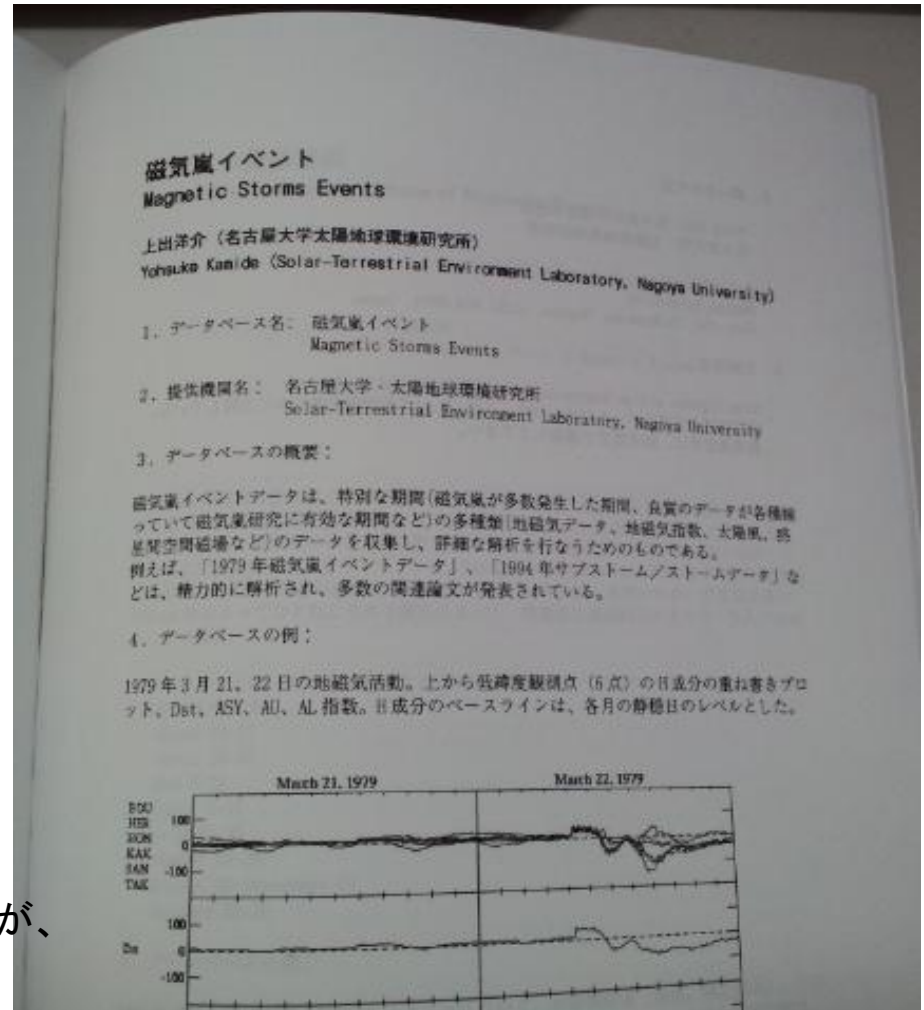 磁気嵐イベント
Magnetic Storms Events
上出洋介（名古屋大学太陽地球環境研究所）
Yohsuke Kamide (Solar-Terrestrial Environment Laboratory, Nagoya University)
1. データベース名： 磁気嵐イベント
Magnetic Storms Events
2. 提供機関名： 名古屋大学・太陽地球環境研究所
Solar-Terrestrial Environment Laboratory, Nagoya University
3. データベースの概要：
磁気嵐イベントデータは、特別な期間(磁気嵐が多数発生した期間、良質のデータが各種揃
っていて磁気嵐研究に有効な期間など)の多種類(地磁気データ、地磁気指数、太陽風、惑
星間空間磁場など)のデータを収集し、詳細な解析を行なうためのものである。
例えば、「1979年磁気嵐イベントデータ」、「1994年サブストーム／ストームデータ」な
どは、精力的に解析され、多数の関連論文が発表されている。
4. データベースの例：
1979年3月21、22日の地磁気活動。上から低緯度観測点（6点）のH成分の重ね書きプロ
ット、Dst、ASY、AU、AL指数。H成分のベースラインは、各月の静穏日のレベルとした。
March 21, 1979 March 22, 1979
BOU
HER
HON
KAK
SAN
TAK
100
0
-100
が、
Dst
100
0
-100